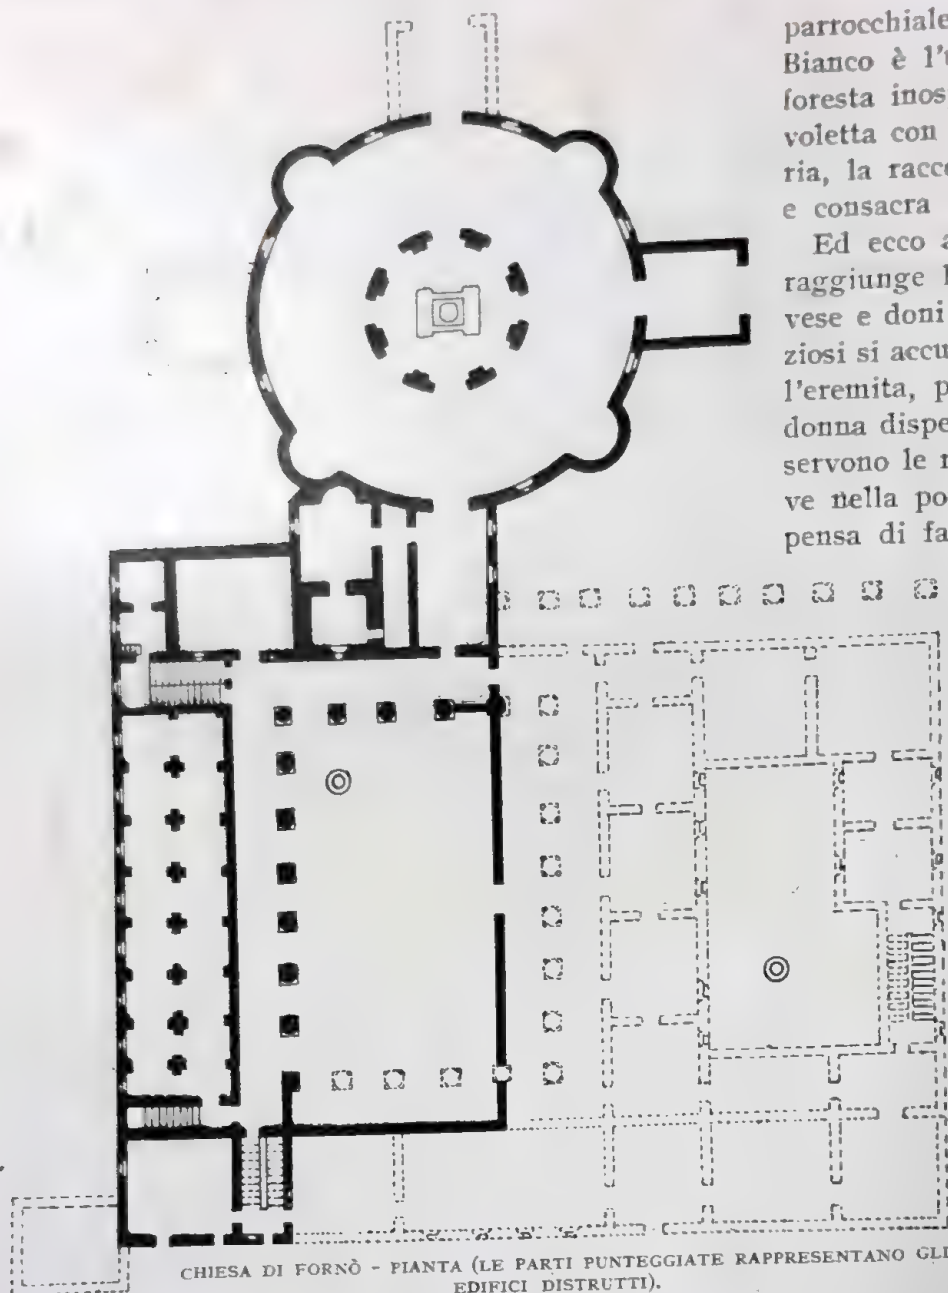 parrocchiale
Bianco è l'u
foresta inos
voletta con
ria, la racco
e consacra
Ed ecco a
raggiunge l
vese e doni
ziosi si accu
l'eremita, p
donna dispe
servono le r
ve nella po
pensa di fa
CHIESA DI FORNÒ - PIANTA (LE PARTI PUNTEGGIATE RAPPRESENTANO GLI
EDIFICI DISTRUTTI).